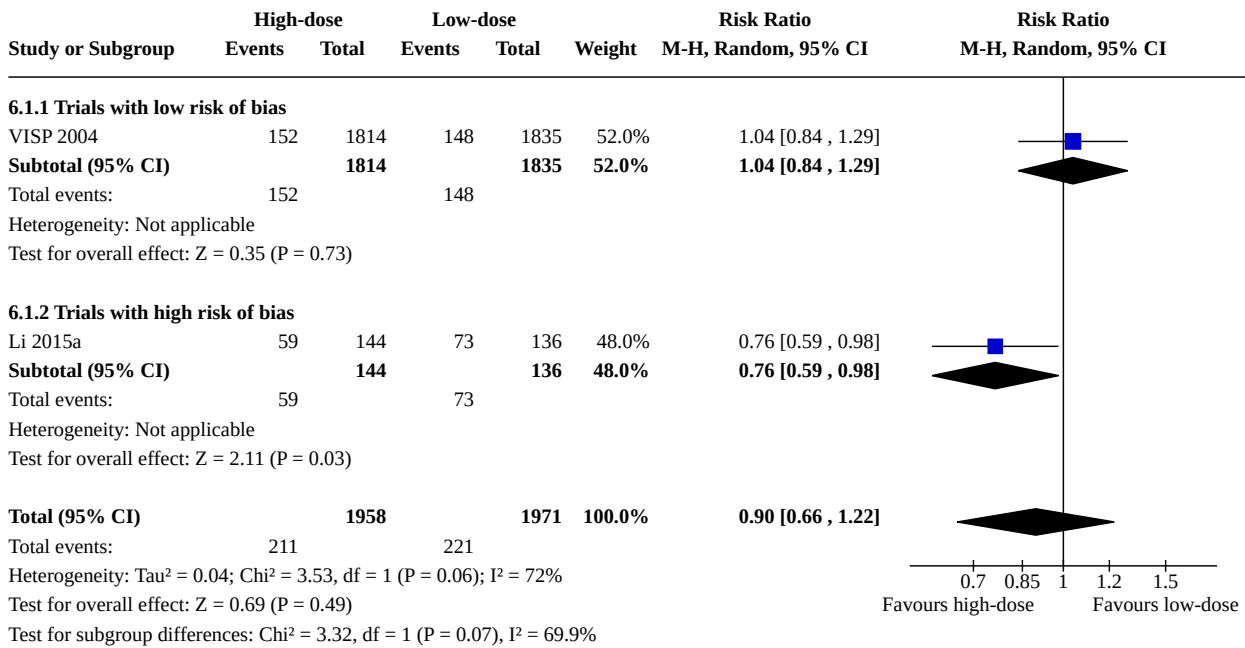 High-dose Low-dose Risk Ratio Risk Ratio
Study or Subgroup Events Total Events Total Weight M-H, Random, 95% CI M-H, Random, 95% CI
6.1.1 Trials with low risk of bias
VISP 2004 152 1814 148 1835 52.0% 1.04 [0.84 , 1.29]
Subtotal (95% CI) 1814 1835 52.0% 1.04 [0.84 , 1.29]
Total events: 152 148
Heterogeneity: Not applicable
Test for overall effect: Z = 0.35 (P = 0.73)
6.1.2 Trials with high risk of bias
Li 2015a 59 144 73 136 48.0% 0.76 [0.59 , 0.98]
Subtotal (95% CI) 144 136 48.0% 0.76 [0.59 , 0.98]
Total events: 59 73
Heterogeneity: Not applicable
Test for overall effect: Z = 2.11 (P = 0.03)
Total (95% CI) 1958 1971 100.0% 0.90 [0.66 , 1.22]
Total events: 211 221
Heterogeneity: Tau² = 0.04; Chi² = 3.53, df = 1 (P = 0.06); I² = 72%
0.7 0.85 1 1.2 1.5
Test for overall effect: Z = 0.69 (P = 0.49)
Favours high-dose Favours low-dose
Test for subgroup differences: Chi² = 3.32, df = 1 (P = 0.07), I² = 69.9%